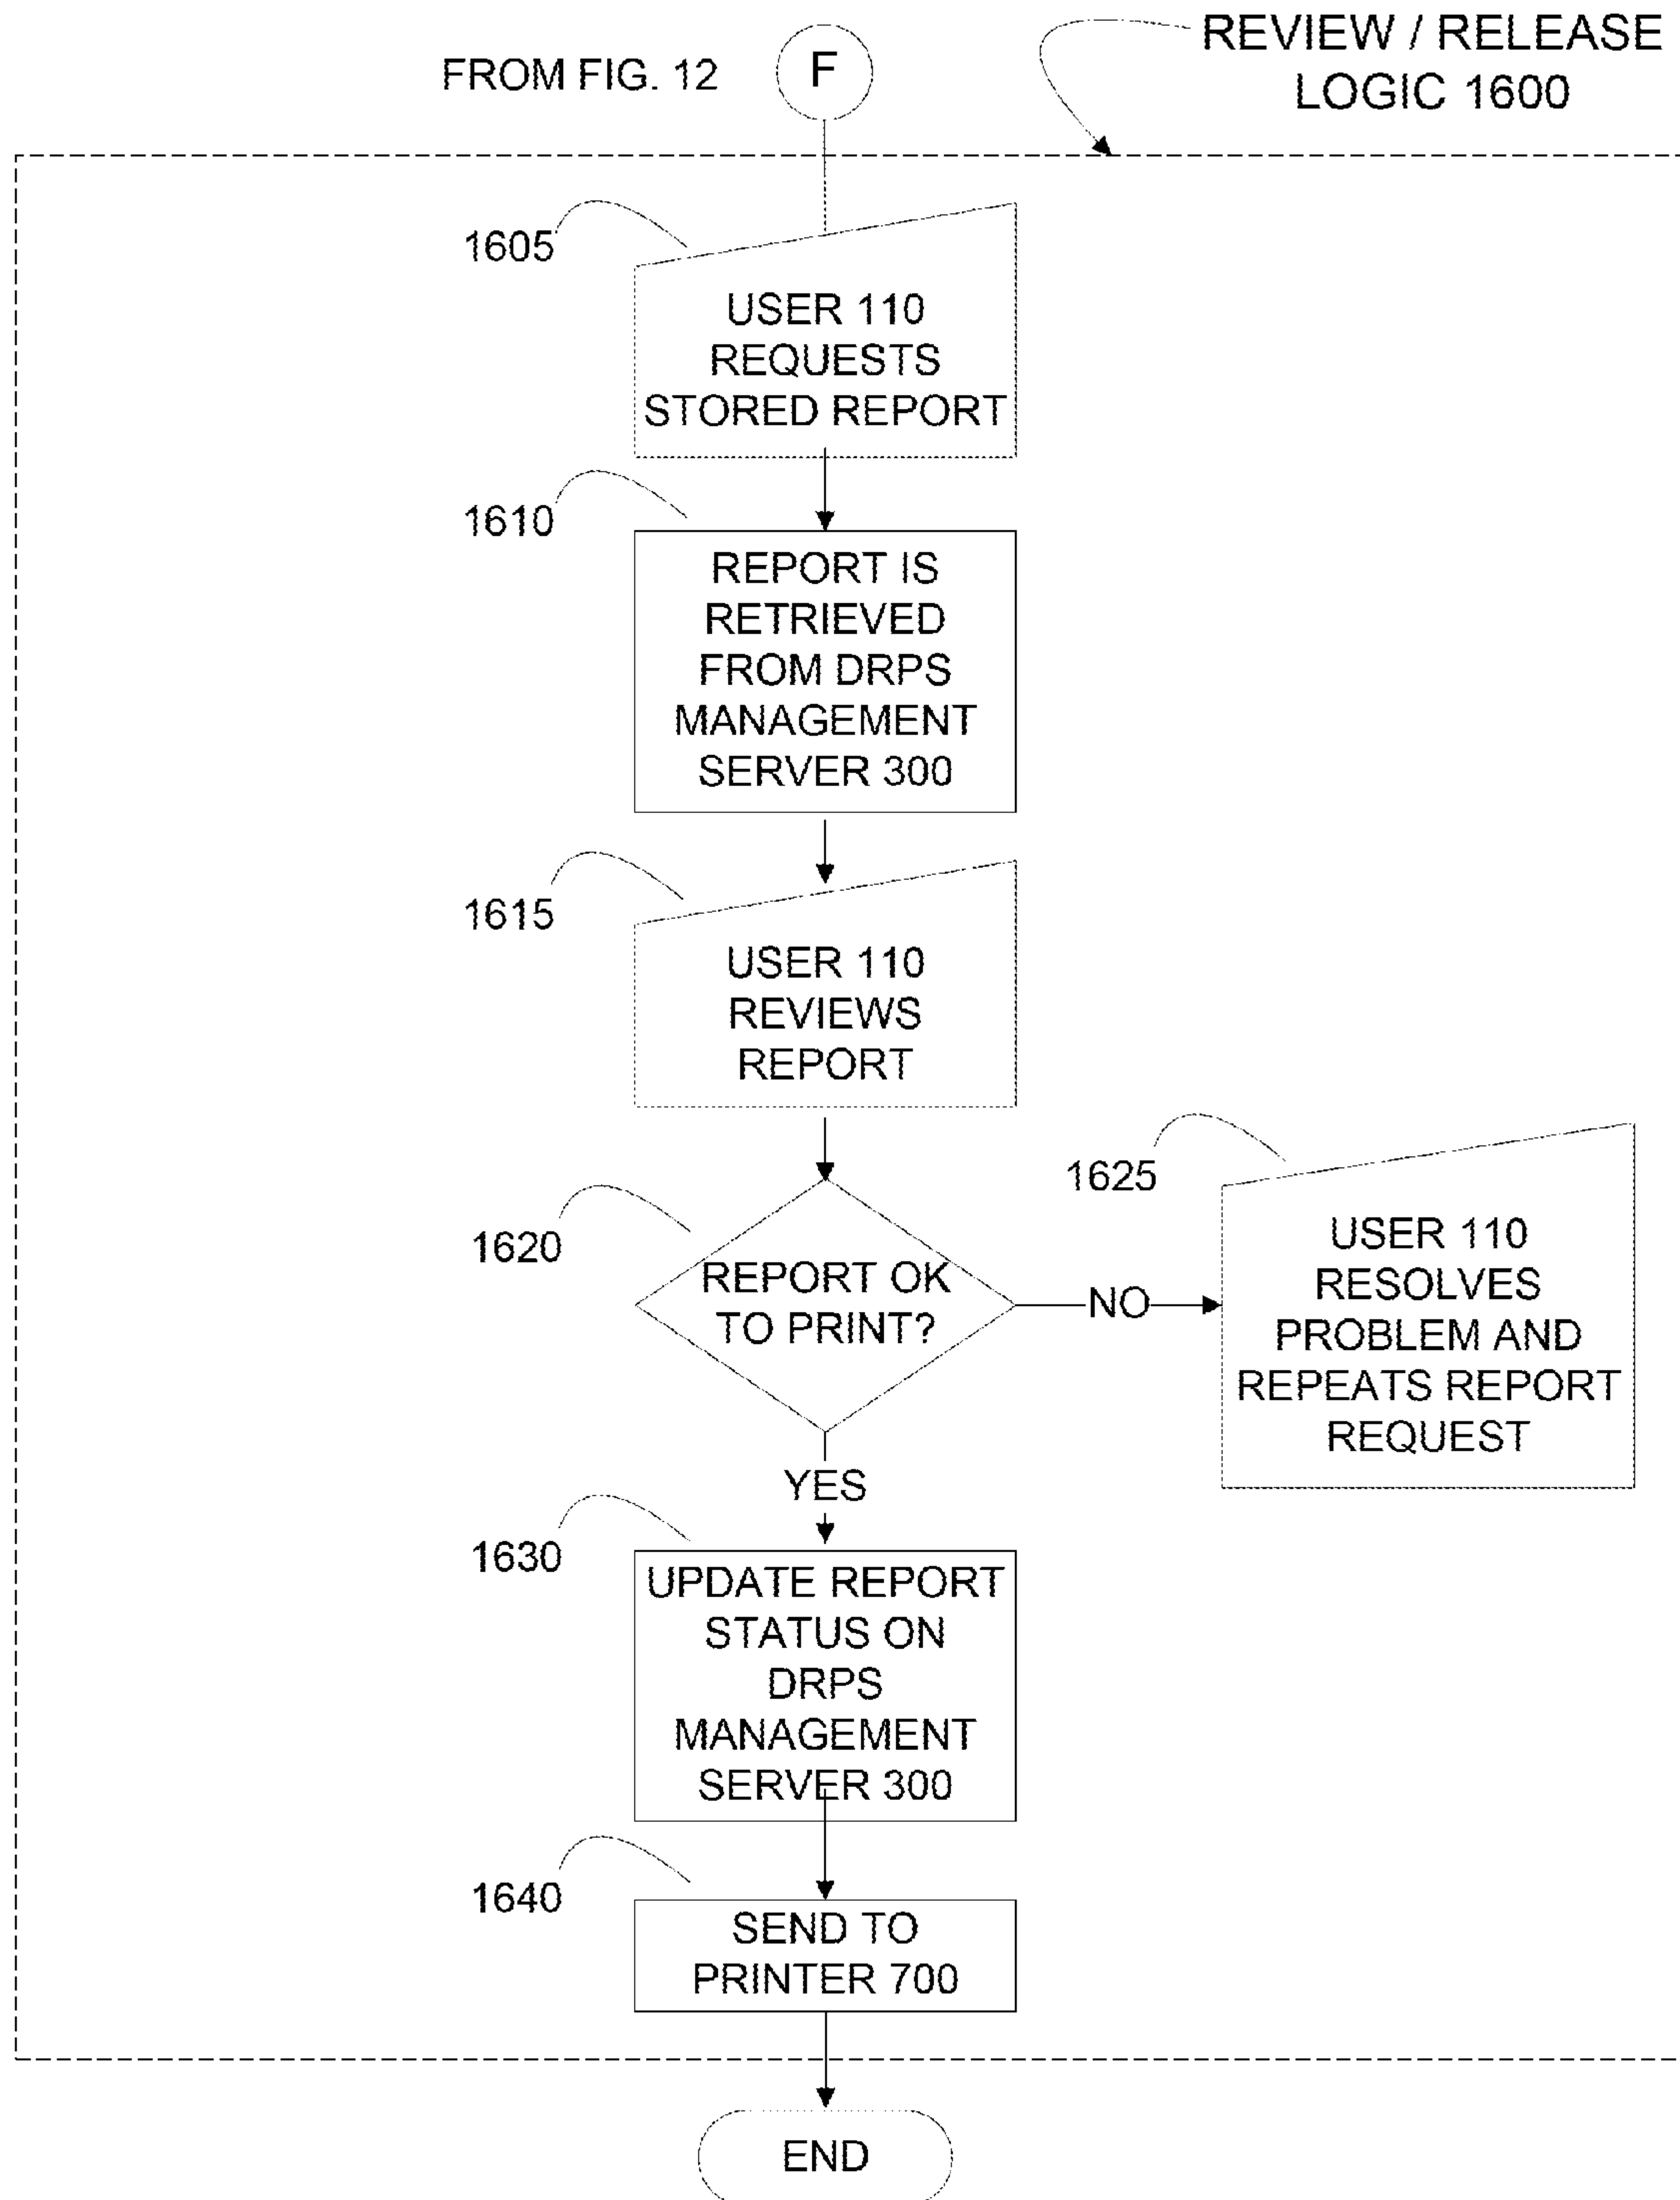 REVIEW / RELEASE
LOGIC 1600
FROM FIG. 12
F
1605
USER 110
REQUESTS
STORED REPORT
1610
REPORT IS
RETRIEVED
FROM DRPS
MANAGEMENT
SERVER 300
1615
USER 110
REVIEWS
REPORT
1620
REPORT OK
TO PRINT?
NO
1625
USER 110
RESOLVES
PROBLEM AND
REPEATS REPORT
REQUEST
YES
1630
UPDATE REPORT
STATUS ON
DRPS
MANAGEMENT
SERVER 300
1640
SEND TO
PRINTER 700
END